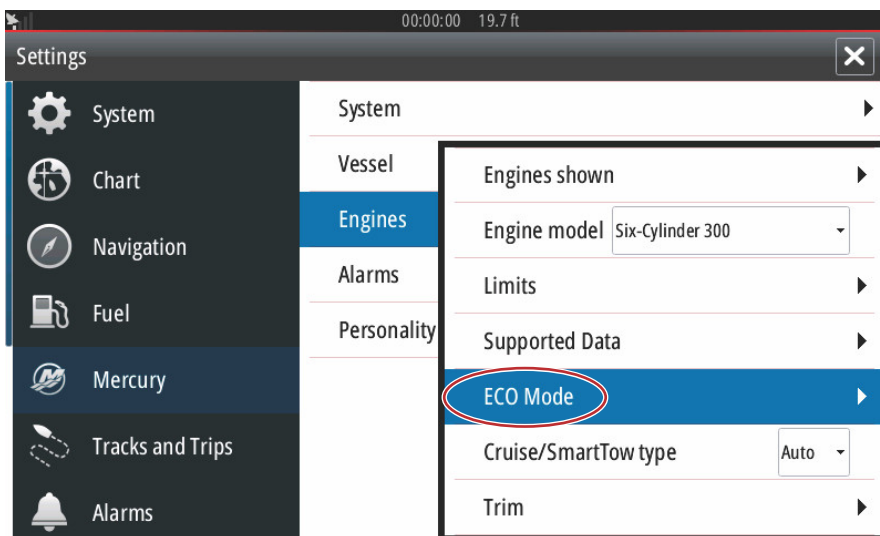 00:00:00 19.7 ft
Settings
System
Chart
Navigation
Fuel
Mercury
Tracks and Trips
Alarms
System
Vessel
Engines
Alarms
Personality
Engines shown
Engine model Six-Cylinder 300
Limits
Supported Data
ECO Mode
Cruise/SmartTow type Auto
Trim